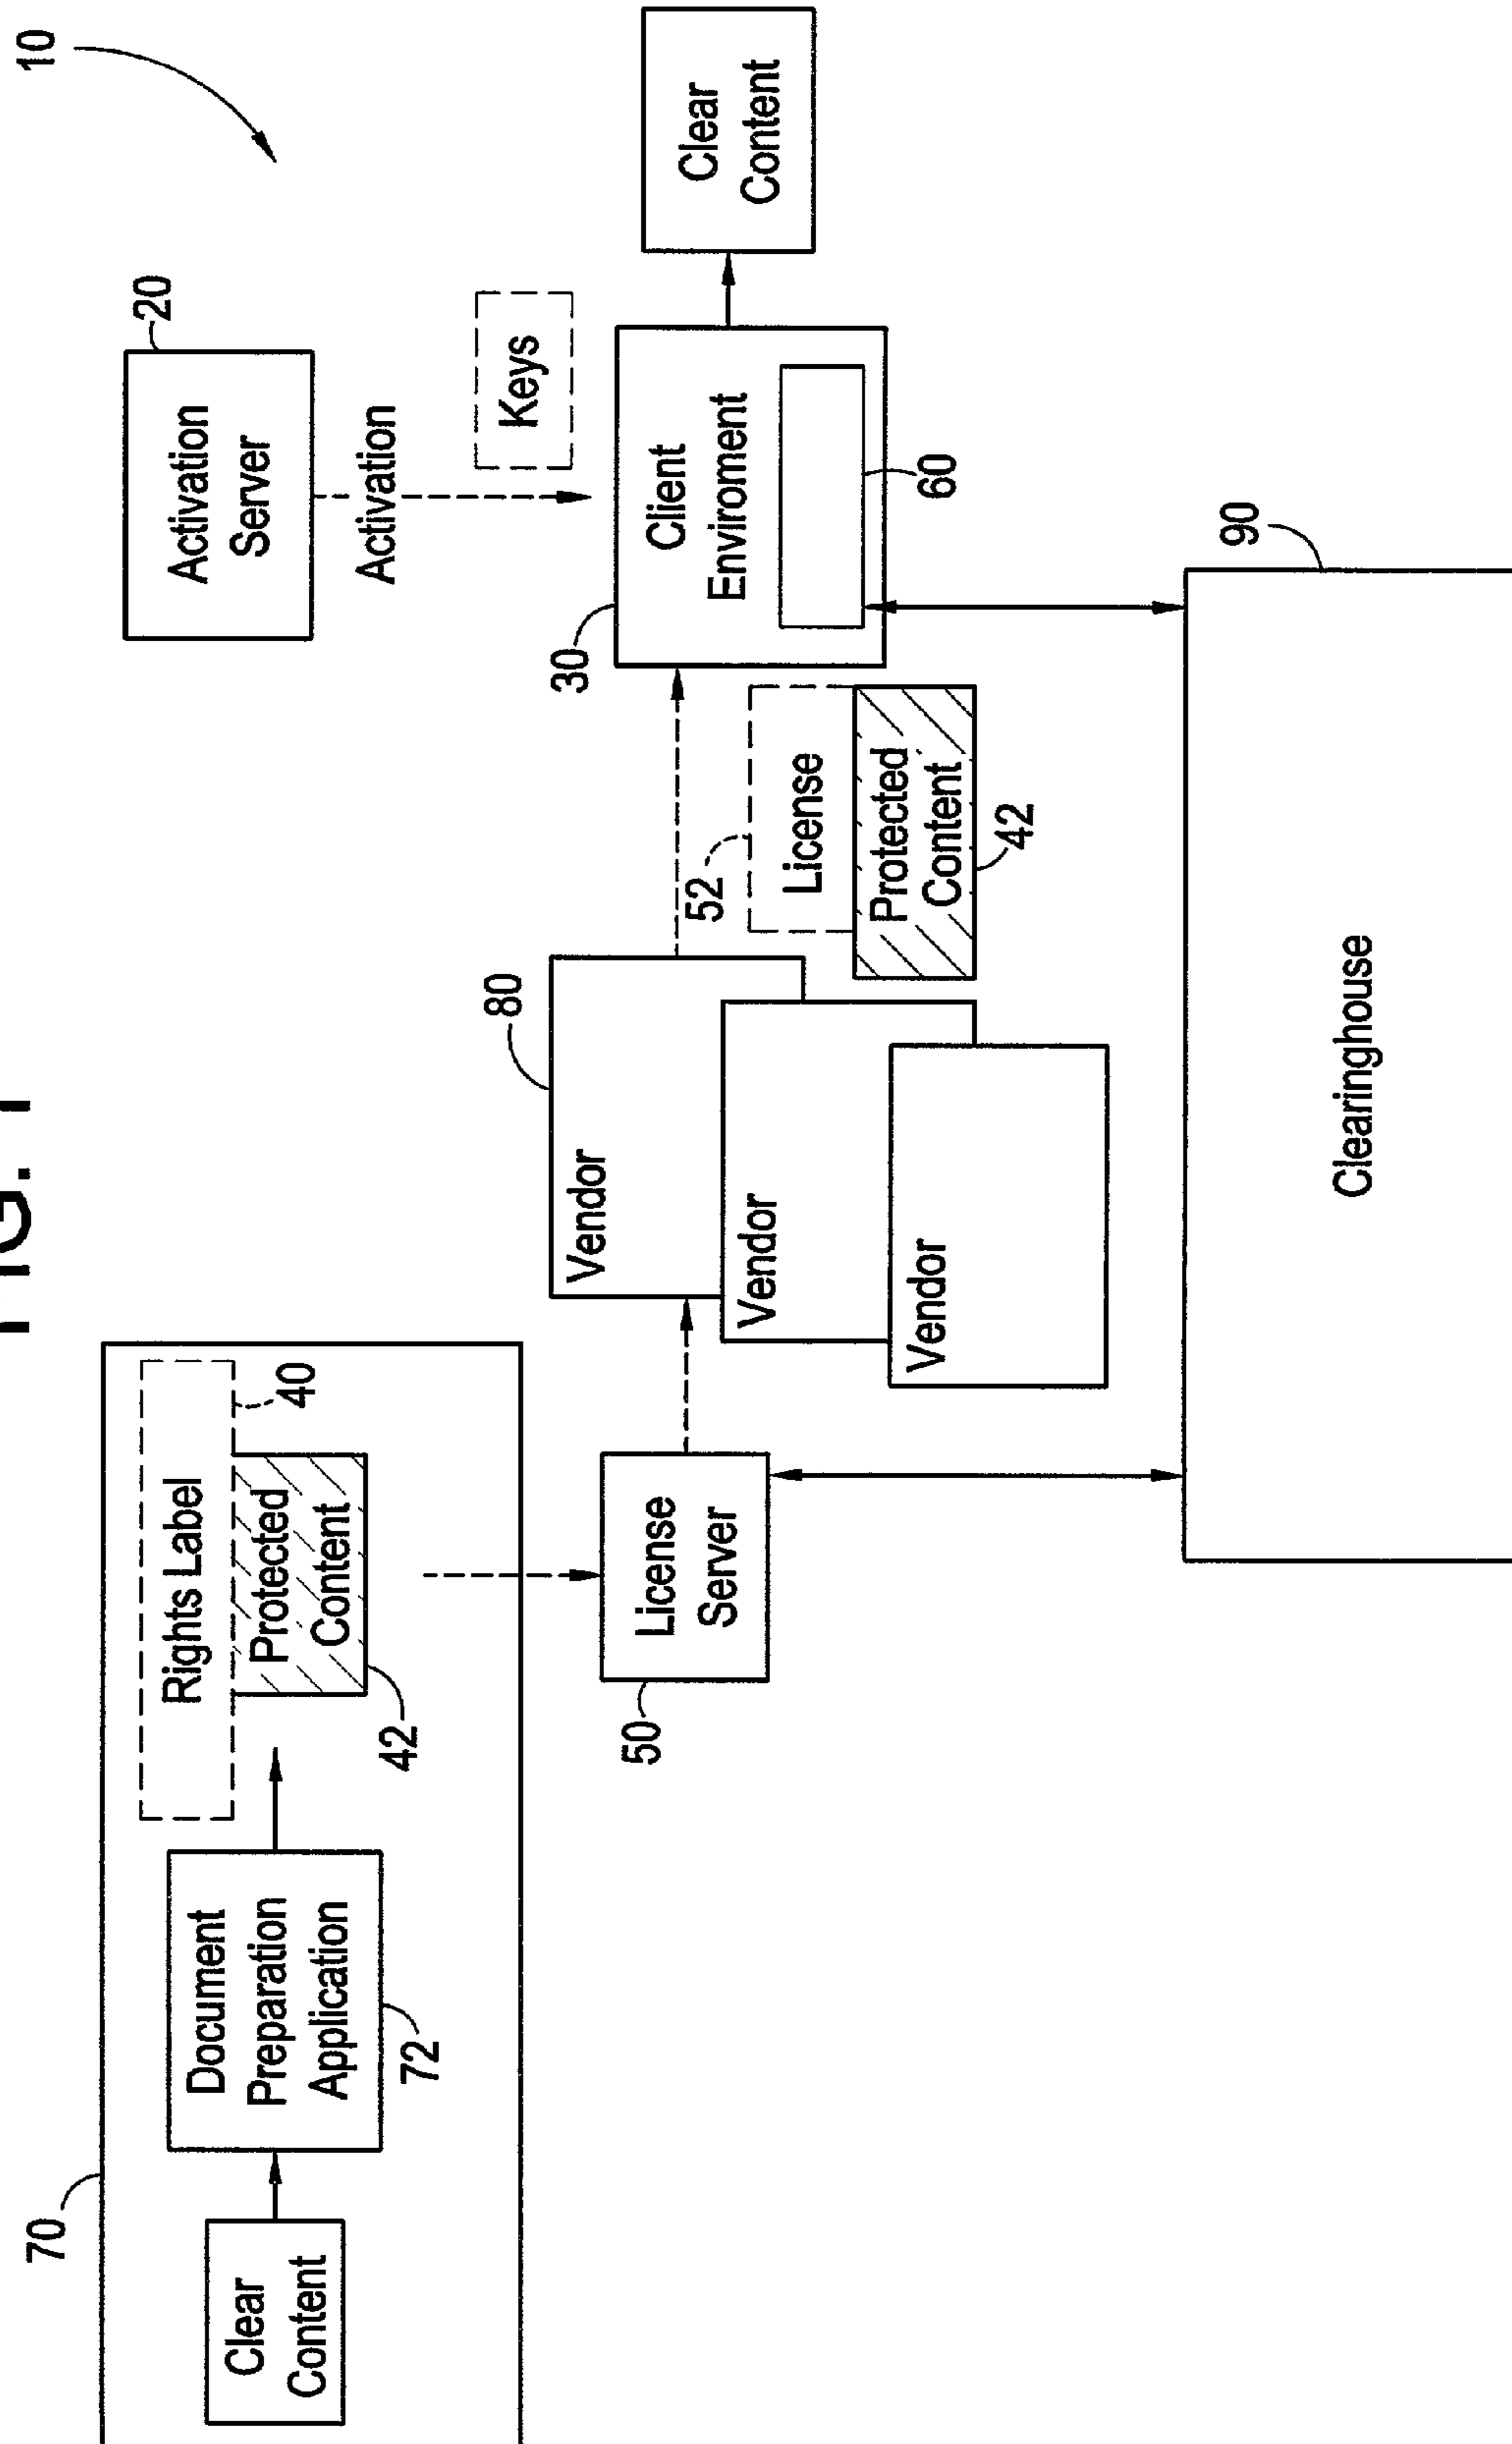 FIG. 1
10
70
Clear
Content
Document
Preparation
Application
72
Rights Label
40
Protected
Content
42
Activation
Server
20
Activation
Keys
License
Server
50
Vendor
80
Vendor
Vendor
52
License
Protected
Content
42
30
Client
Enviroment
60
Clear
Content
Clearinghouse
90